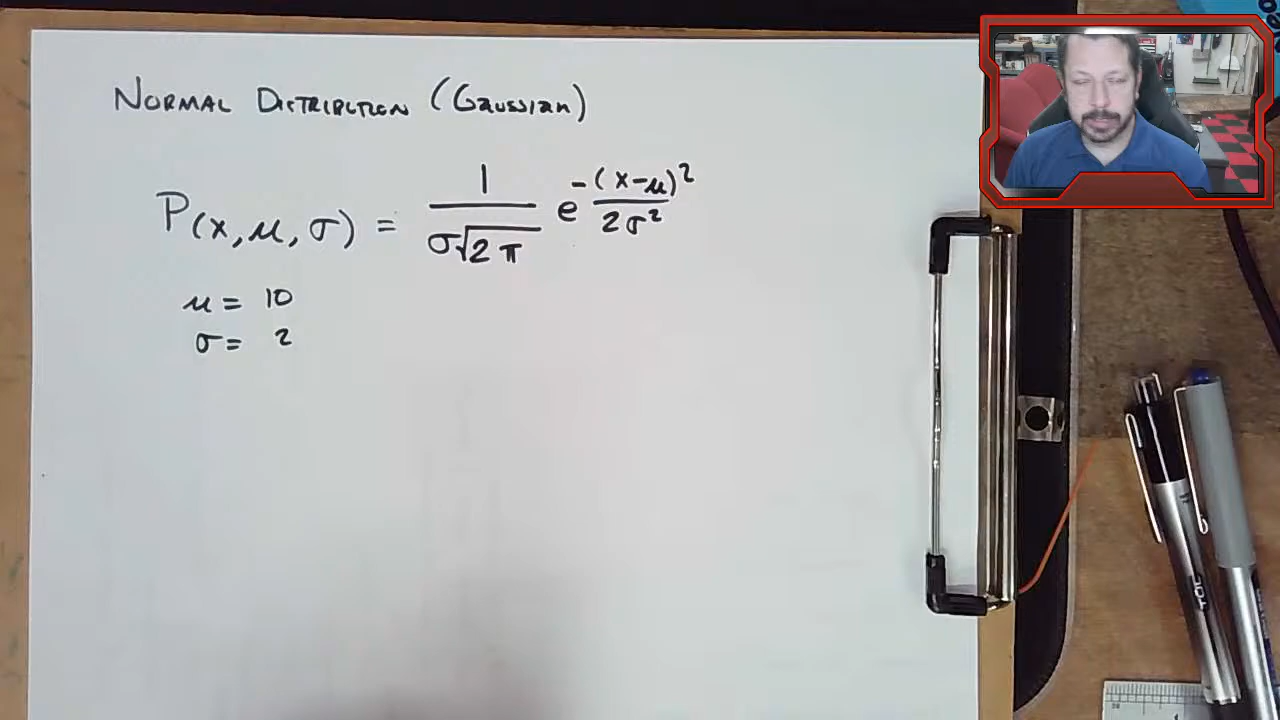 Normal Distribution (Gaussian)
P(x, μ, σ) = 1/(σ√2π) e^(-(x-μ)²/2σ²)
μ = 10
σ = 2